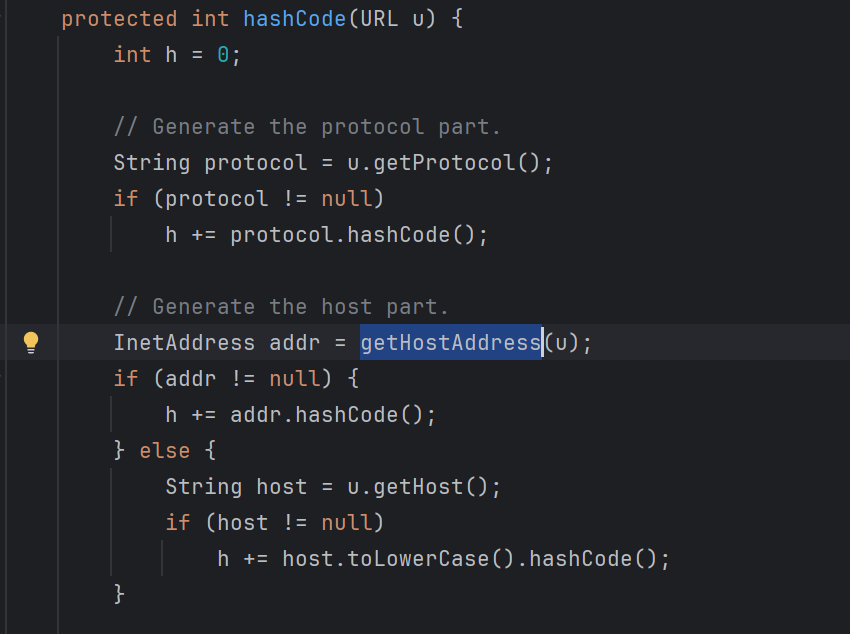 protected int hashCode(URL u) {
int h = 0;
// Generate the protocol part.
String protocol = u.getProtocol();
if (protocol != null)
h += protocol.hashCode();
// Generate the host part.
InetAddress addr = getHostAddress(u);
if (addr != null) {
h += addr.hashCode();
} else {
String host = u.getHost();
if (host != null)
h += host.toLowerCase().hashCode();
}